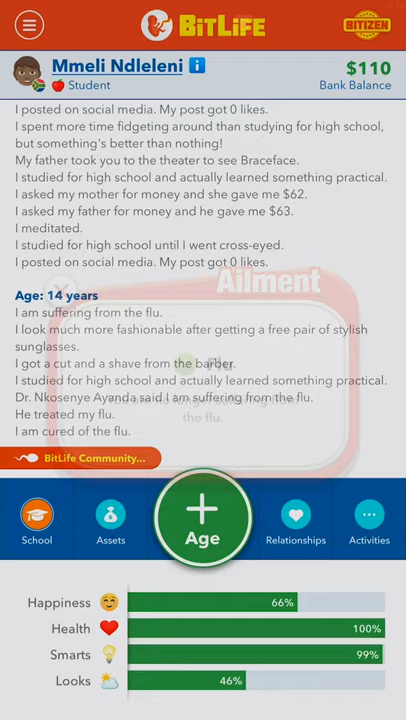 BitLife
BITIZEN
Mmeli Ndleleni i
$110
Student
Bank Balance
I posted on social media. My post got 0 likes.
I spent more time fidgeting around than studying for high school,
but something's better than nothing!
My father took you to the theater to see Braceface.
I studied for high school and actually learned something practical.
I asked my mother for money and she gave me $62.
I asked my father for money and he gave me $63.
I meditated.
I studied for high school until I went cross-eyed.
I posted on social media. My post got 0 likes.
Ailment
Age: 14 years
I am suffering from the flu.
I look much more fashionable after getting a free pair of stylish
sunglasses.
I got a cut and a shave from the barber.
I studied for high school and actually learned something practical.
Dr. Nkosenye Ayanda said I am suffering from the flu.
the flu.
He treated my flu.
I am cured of the flu.
BitLife Community...
School
Assets
+
Age
Relationships
Activities
Happiness 66%
Health 100%
Smarts 99%
Looks 46%